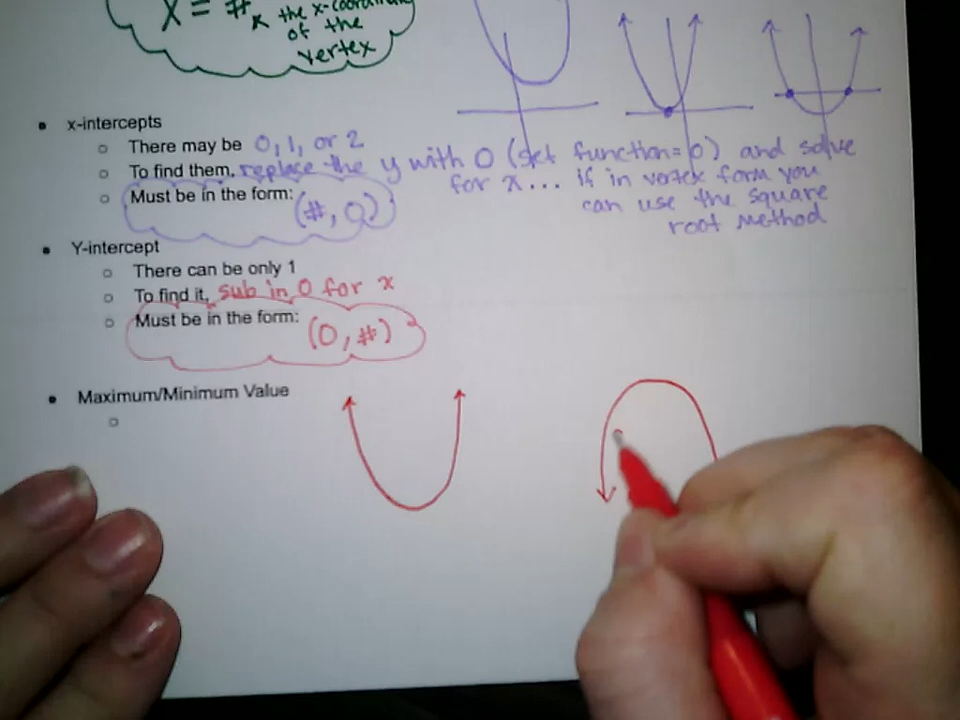 X = # the x-coordinate
of the
vertex
• x-intercepts
○ There may be 0, 1, or 2
○ To find them, replace the y with 0 (set function=0) and solve
for x... if in vertex form you
○ Must be in the form: (#, 0)
can use the square
root method
• Y-intercept
○ There can be only 1
○ To find it, sub in 0 for x
○ Must be in the form: (0, #)
• Maximum/Minimum Value
○